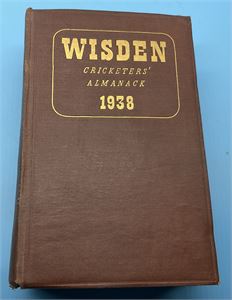 WISDEN
CRICKETERS'
ALMANACK
1938